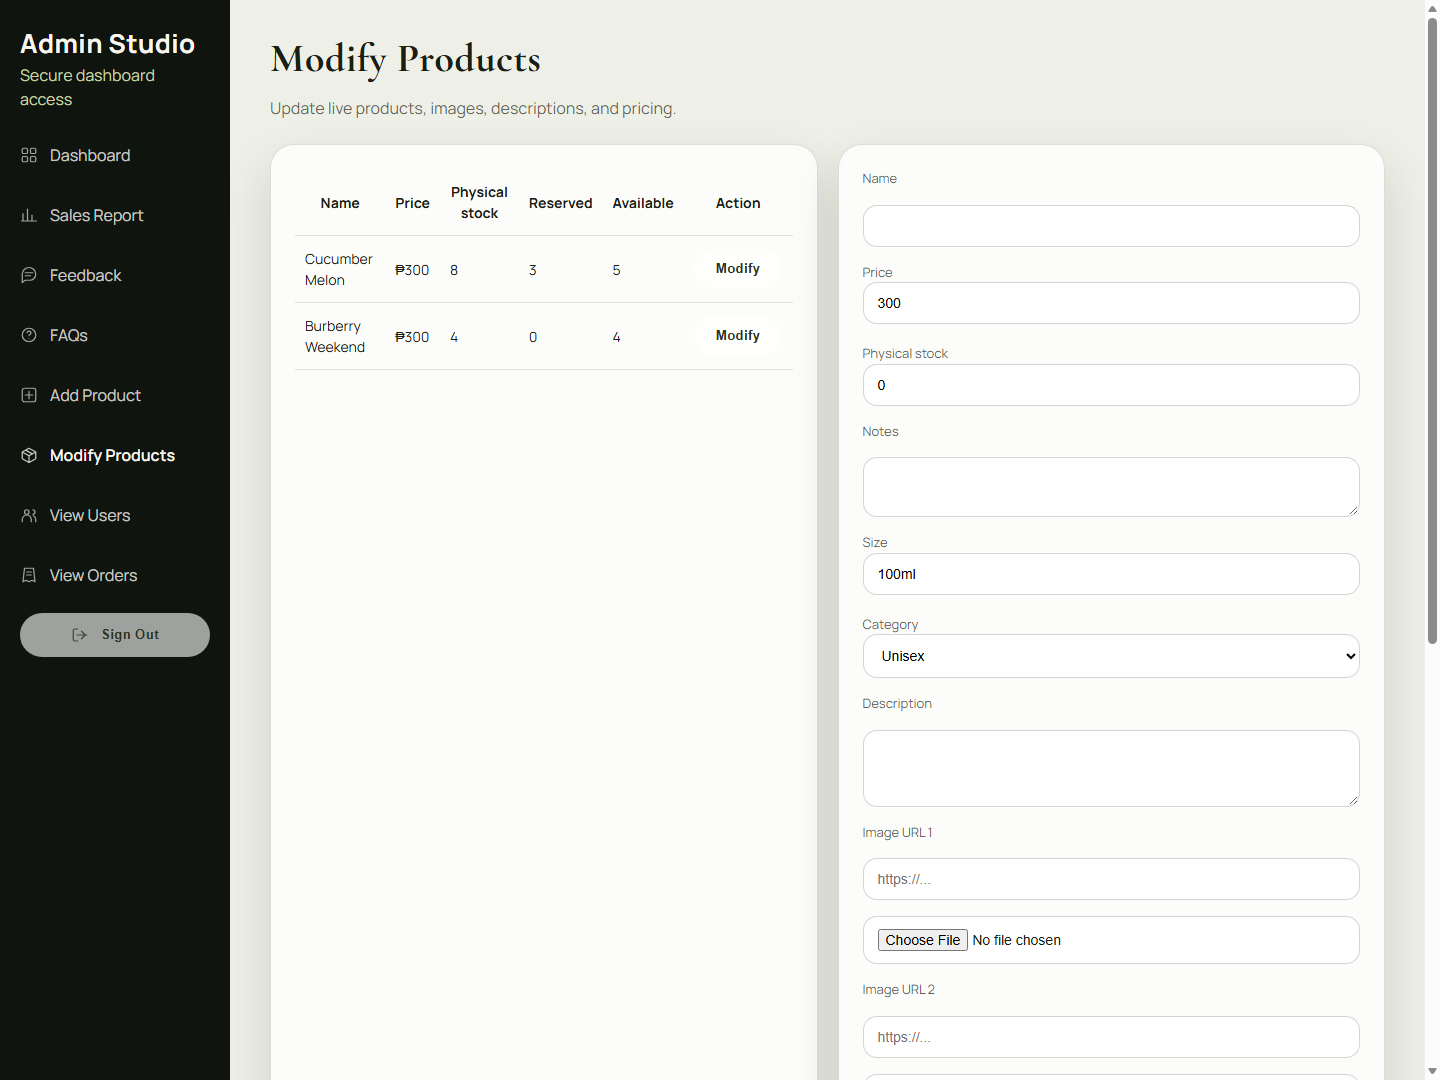 Admin Studio
Secure dashboard
access
Dashboard
Sales Report
Feedback
FAQs
Add Product
Modify Products
View Users
View Orders
Sign Out
Modify Products
Update live products, images, descriptions, and pricing.
Name Price Physical stock Reserved Available Action
Cucumber Melon ₱300 8 3 5 Modify
Burberry Weekend ₱300 4 0 4 Modify
Name
Price
300
Physical stock
0
Notes
Size
100ml
Category
Unisex
Description
Image URL 1
https://...
Choose File No file chosen
Image URL 2
https://...